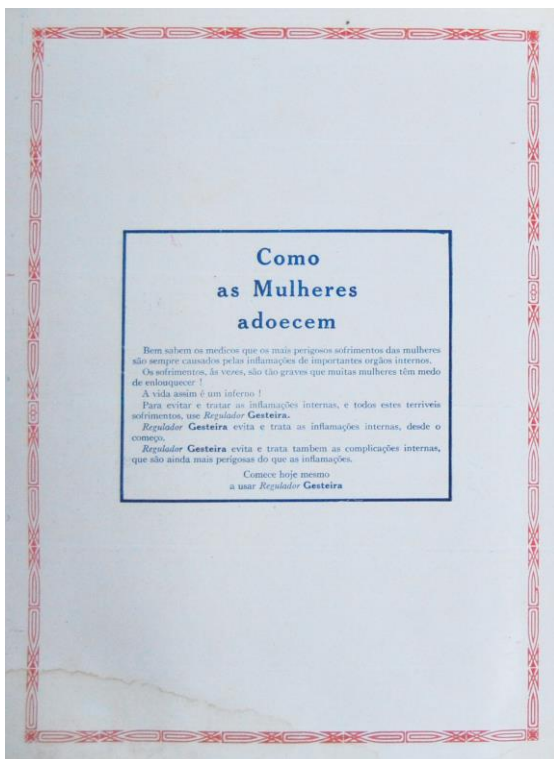 Como
as Mulheres
adoecem
Bem sabem os medicos que os mais perigosos sofrimentos das mulheres
são sempre causados pelas inflamações de importantes orgãos internos.
Os sofrimentos, às vezes, são tão graves que muitas mulheres têm medo
de enlouquecer !
A vida assim é um inferno !
Para evitar e tratar as inflamações internas, e todos estes terriveis
sofrimentos, use Regulador Gesteira.
Regulador Gesteira evita e trata as inflamações internas, desde o
começo.
Regulador Gesteira evita e trata tambem as complicações internas,
que são ainda mais perigosas do que as inflamações.
Comece hoje mesmo
a usar Regulador Gesteira